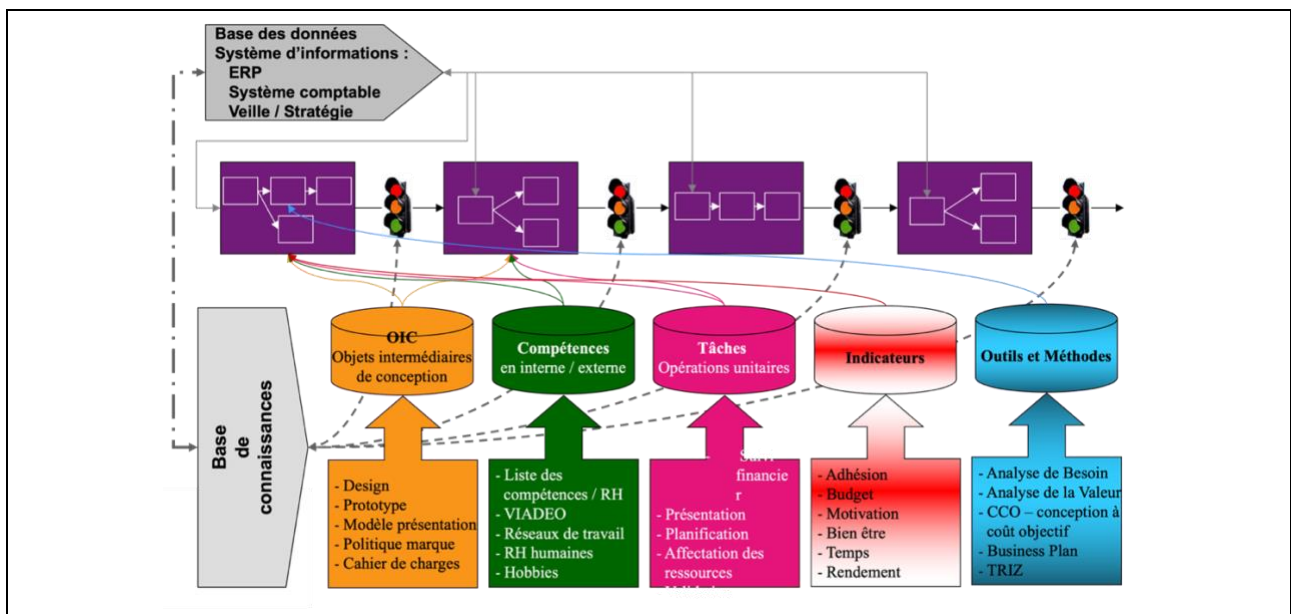 Base des données
Système d'informations :
ERP
Système comptable
Veille / Stratégie
Base
de
connaissances
OIC
Objets intermédiaires
de conception
Compétences
en interne / externe
Tâches
Opérations unitaires
Indicateurs
Outils et Méthodes
- Design
- Prototype
- Modèle présentation
- Politique marque
- Cahier de charges
- Liste des
compétences / RH
- VIADEO
- Réseaux de travail
- RH humaines
- Hobbies
-
financie
r
- Présentation
- Planification
- Affectation des
ressources
- Adhésion
- Budget
- Motivation
- Bien être
- Temps
- Rendement
- Analyse de Besoin
- Analyse de la Valeur
- CCO – conception à
coût objectif
- Business Plan
- TRIZ